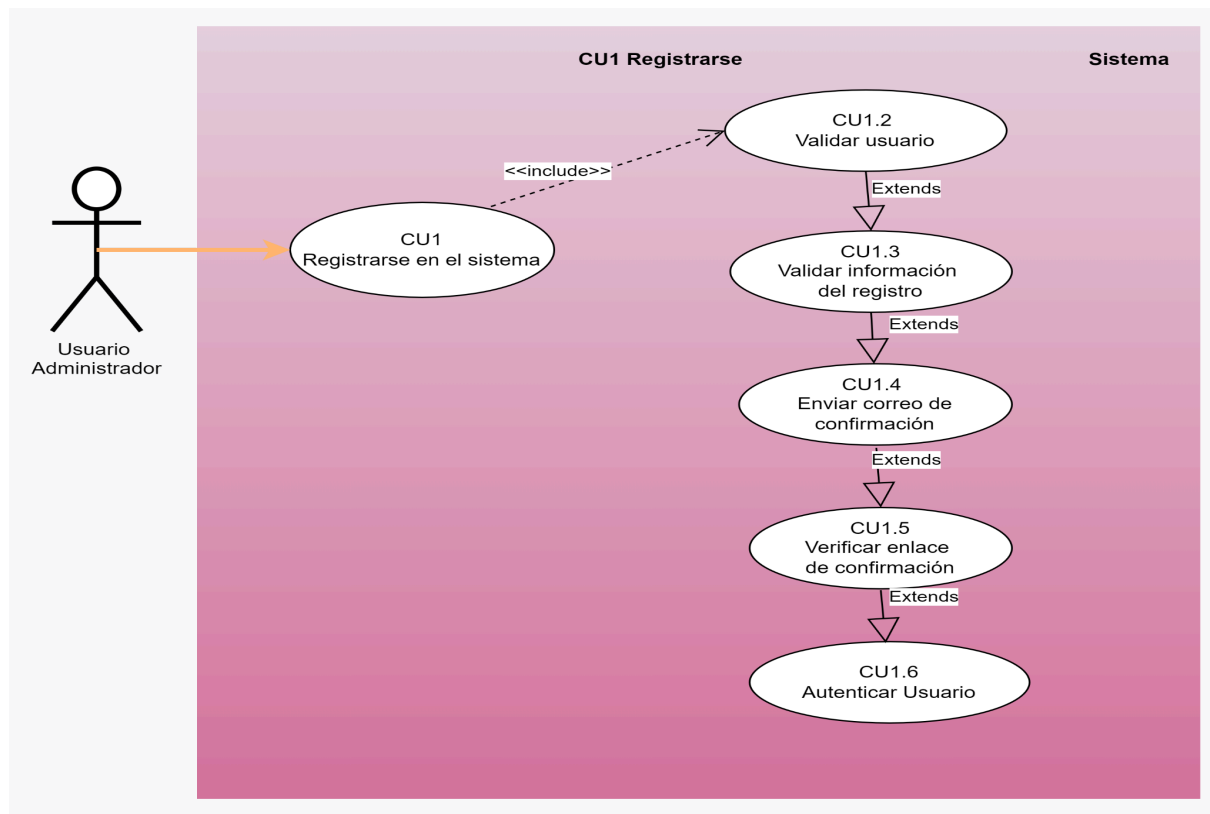 CU1 Registrarse
Sistema
CU1.2
Validar usuario
<<include>>
Extends
CU1
Registrarse en el sistema
CU1.3
Validar información
del registro
Extends
Usuario
Administrador
CU1.4
Enviar correo de
confirmación
Extends
CU1.5
Verificar enlace
de confirmación
Extends
CU1.6
Autenticar Usuario